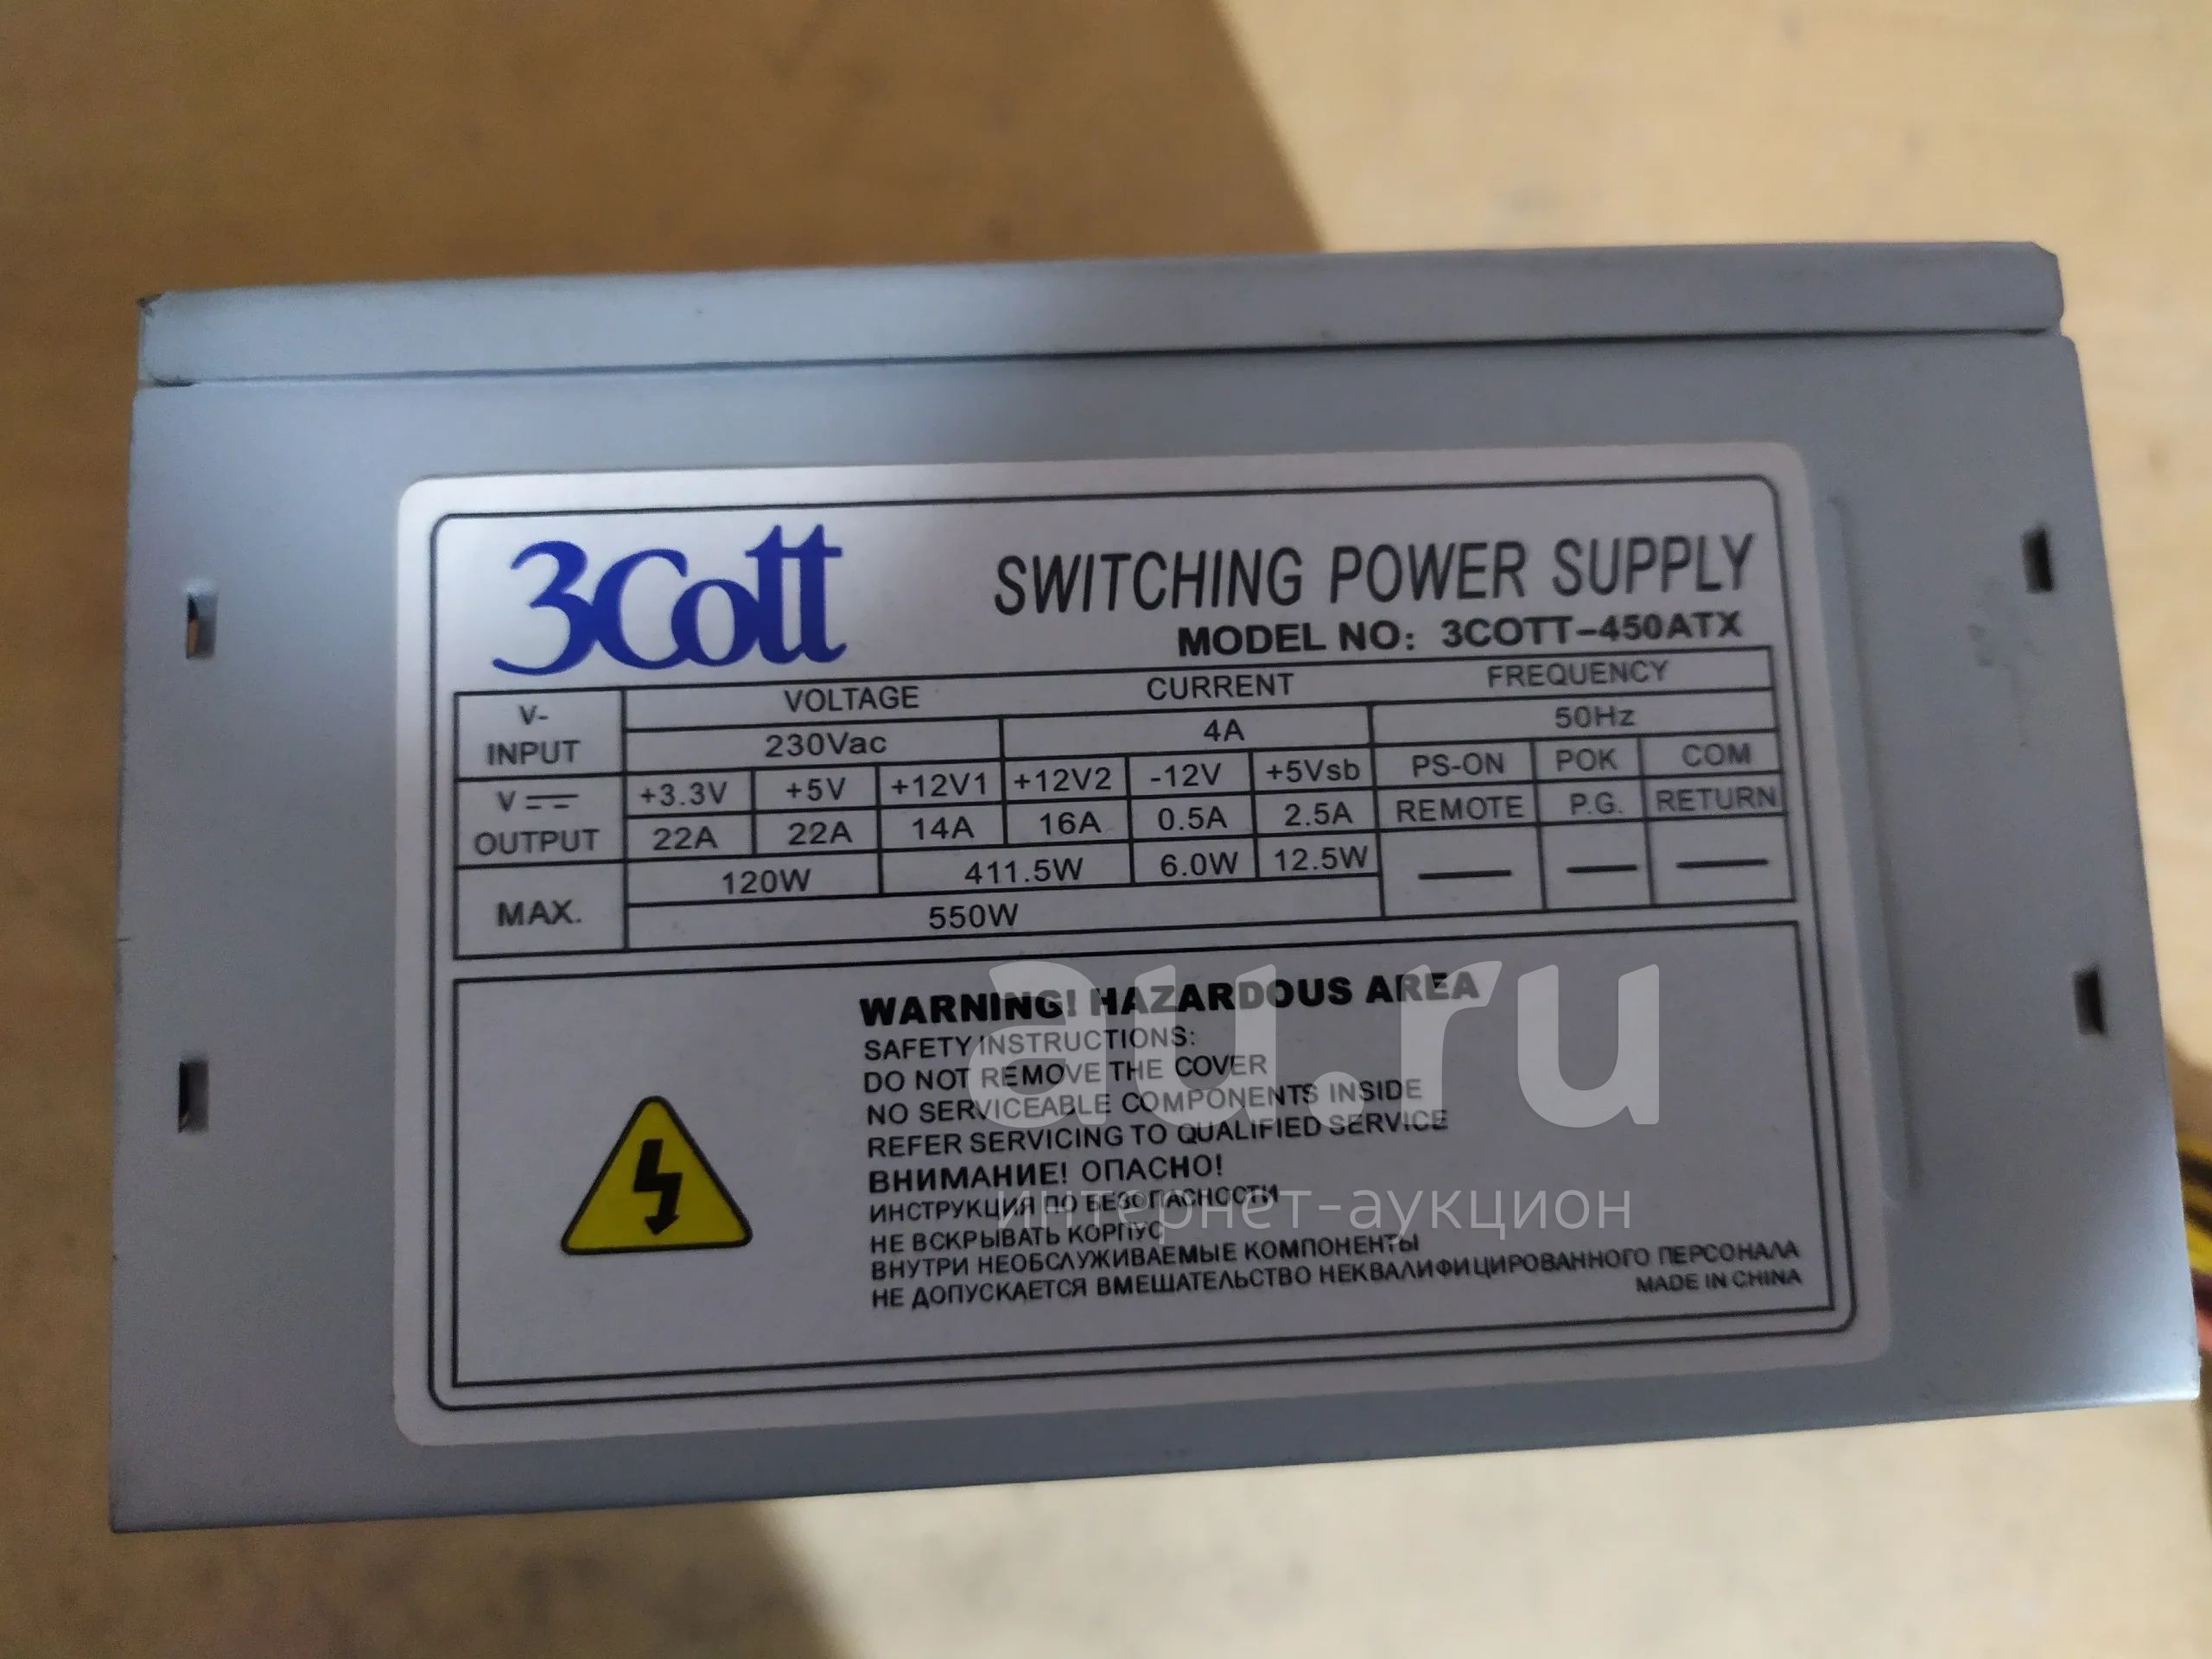 3Cott
SWITCHING POWER SUPPLY
MODEL NO: 3COTT-450ATX
V- INPUT VOLTAGE CURRENT FREQUENCY
230Vac 4A 50Hz
V OUTPUT +3.3V +5V +12V1 +12V2 -12V +5Vsb PS-ON POK COM
22A 22A 14A 16A 0.5A 2.5A REMOTE P.G. RETURN
MAX. 120W 411.5W 6.0W 12.5W
550W
WARNING! HAZARDOUS AREA
SAFETY INSTRUCTIONS:
DO NOT REMOVE THE COVER
NO SERVICEABLE COMPONENTS INSIDE
REFER SERVICING TO QUALIFIED SERVICE
ВНИМАНИЕ! ОПАСНО!
ИНСТРУКЦИЯ ПО БЕЗОПАСНОСТИ
НЕ ВСКРЫВАТЬ КОРПУС
ВНУТРИ НЕОБСЛУЖИВАЕМЫЕ КОМПОНЕНТЫ
НЕ ДОПУСКАЕТСЯ ВМЕШАТЕЛЬСТВО НЕКВАЛИФИЦИРОВАННОГО ПЕРСОНАЛА
MADE IN CHINA
au.ru
интернет-аукцион